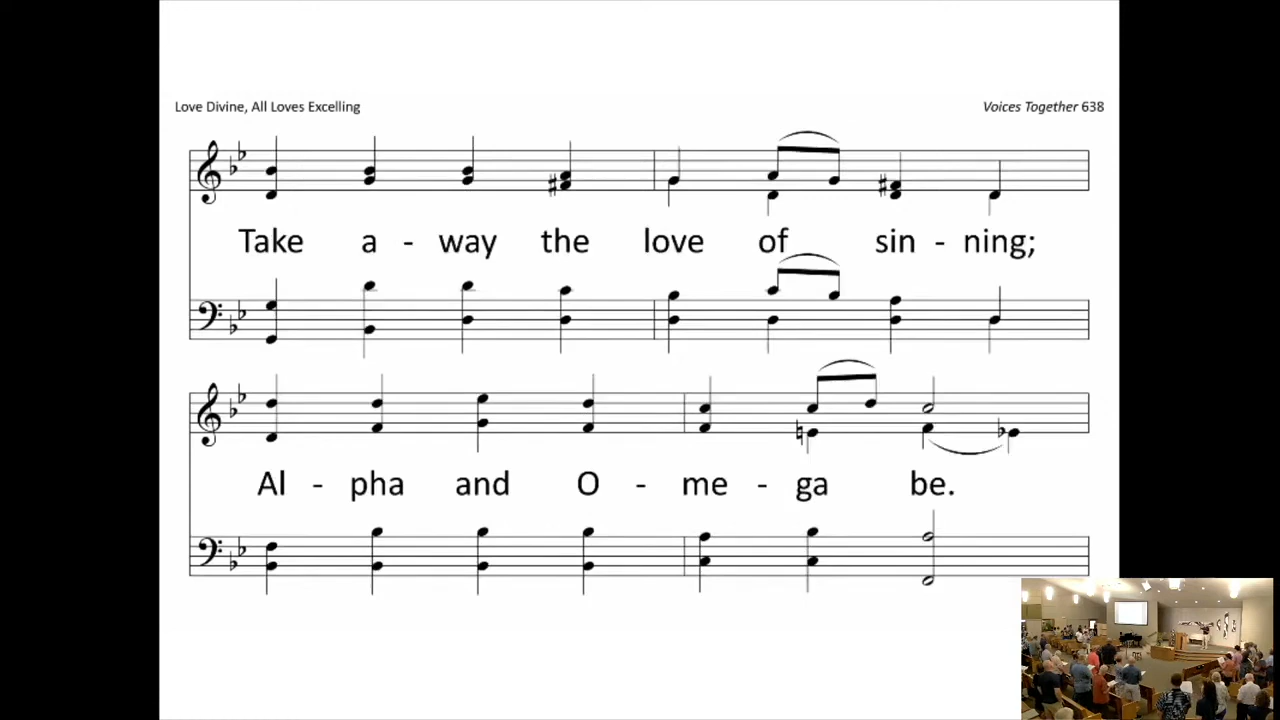 Love Divine, All Loves Excelling
Voices Together 638
Take a - way the love of sin - ning;
Al - pha and O - me - ga be.